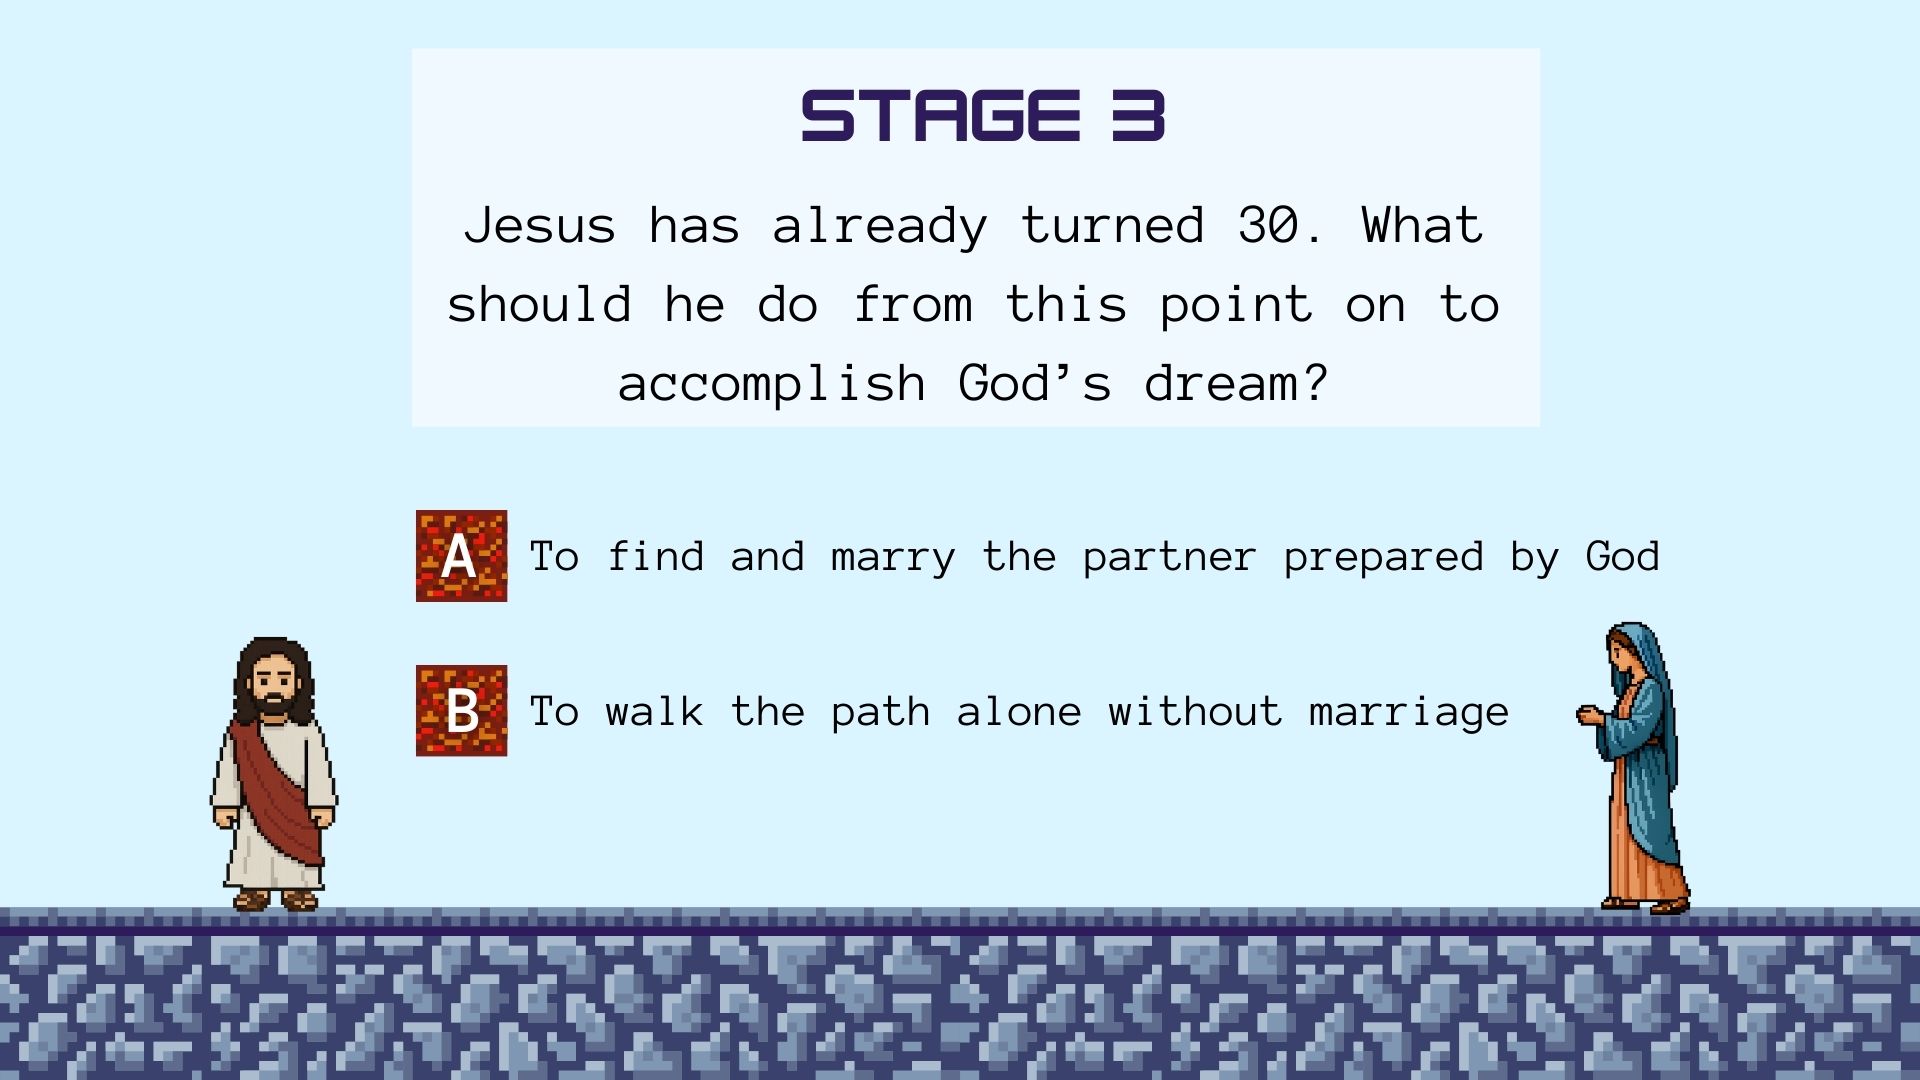 STAGE 3
Jesus has already turned 30. What
should he do from this point on to
accomplish God’s dream?
A To find and marry the partner prepared by God
B To walk the path alone without marriage